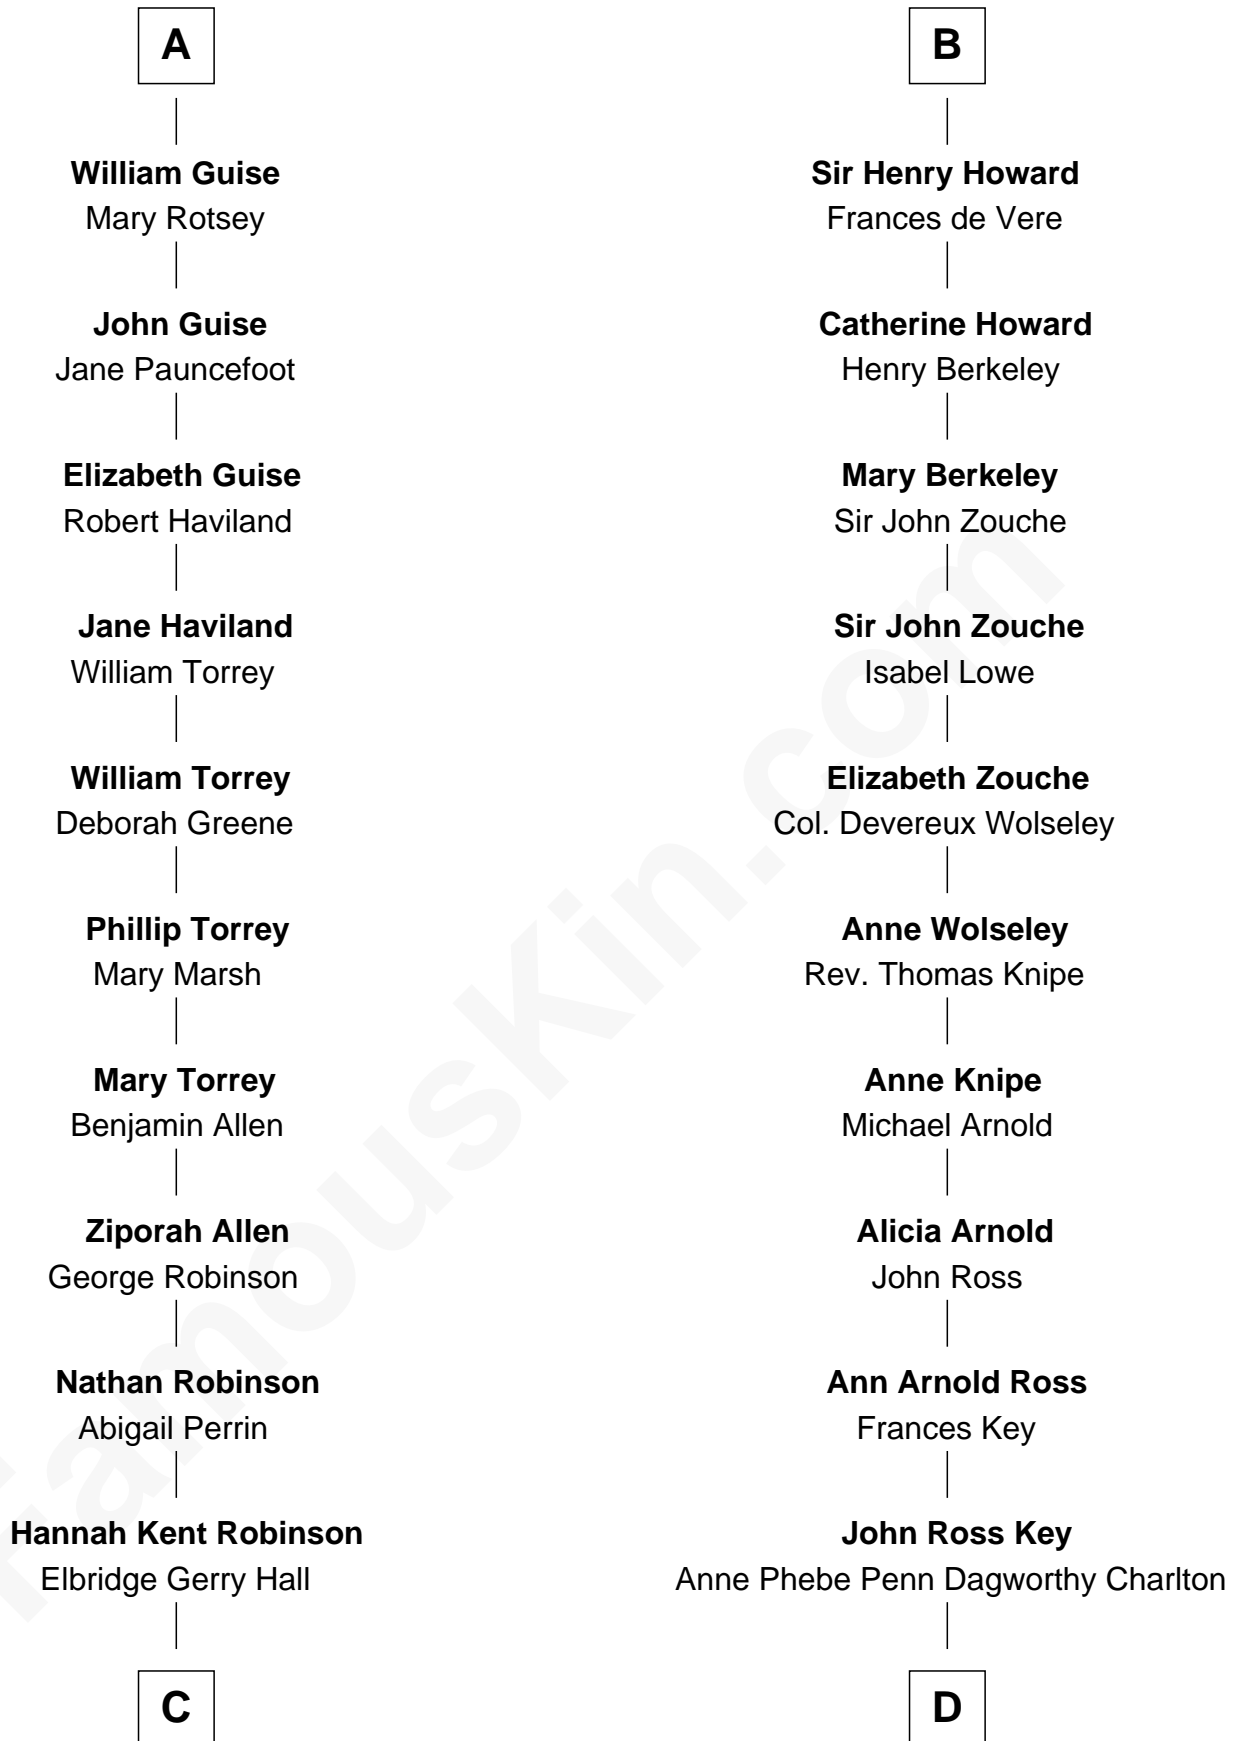 A
William Guise
Mary Rotsey
John Guise
Jane Pauncefoot
Elizabeth Guise
Robert Haviland
Jane Haviland
William Torrey
William Torrey
Deborah Greene
Phillip Torrey
Mary Marsh
Mary Torrey
Benjamin Allen
Ziporah Allen
George Robinson
Nathan Robinson
Abigail Perrin
Hannah Kent Robinson
Elbridge Gerry Hall
C
B
Sir Henry Howard
Frances de Vere
Catherine Howard
Henry Berkeley
Mary Berkeley
Sir John Zouche
Sir John Zouche
Isabel Lowe
Elizabeth Zouche
Col. Devereux Wolseley
Anne Wolseley
Rev. Thomas Knipe
Anne Knipe
Michael Arnold
Alicia Arnold
John Ross
Ann Arnold Ross
Frances Key
John Ross Key
Anne Phebe Penn Dagworthy Charlton
D
FamousKin.com